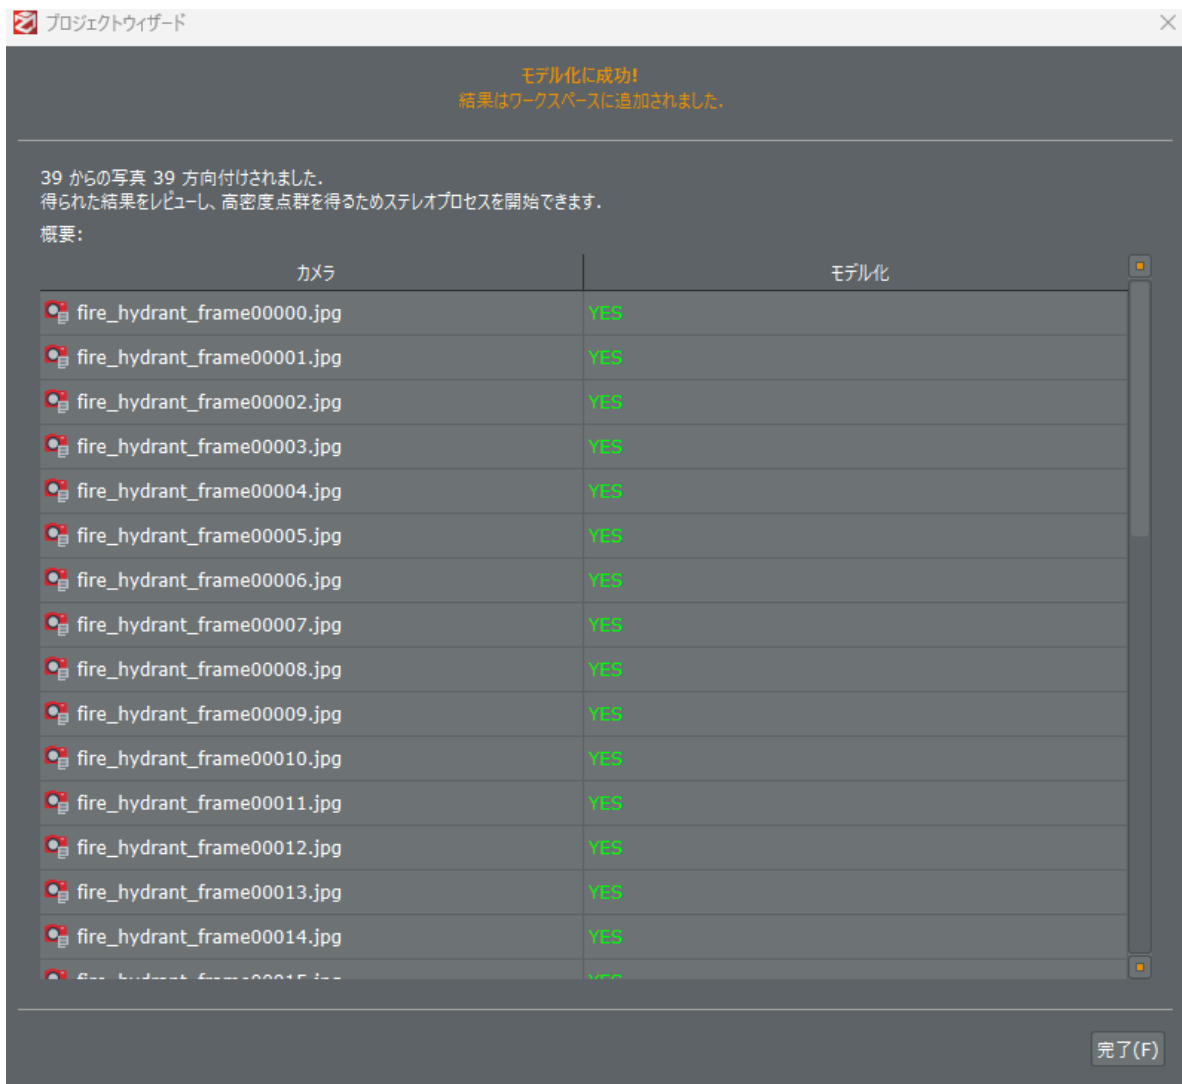 プロジェクトウィザード
モデル化に成功!
結果はワークスペースに追加されました.
39 からの写真 39 方向付けされました.
得られた結果をレビューし、高密度点群を得るためステレオプロセスを開始できます.
概要:
カメラ モデル化
fire_hydrant_frame00000.jpg YES
fire_hydrant_frame00001.jpg YES
fire_hydrant_frame00002.jpg YES
fire_hydrant_frame00003.jpg YES
fire_hydrant_frame00004.jpg YES
fire_hydrant_frame00005.jpg YES
fire_hydrant_frame00006.jpg YES
fire_hydrant_frame00007.jpg YES
fire_hydrant_frame00008.jpg YES
fire_hydrant_frame00009.jpg YES
fire_hydrant_frame00010.jpg YES
fire_hydrant_frame00011.jpg YES
fire_hydrant_frame00012.jpg YES
fire_hydrant_frame00013.jpg YES
fire_hydrant_frame00014.jpg YES
fire_hydrant_frame00015.jpg YES
完了(F)